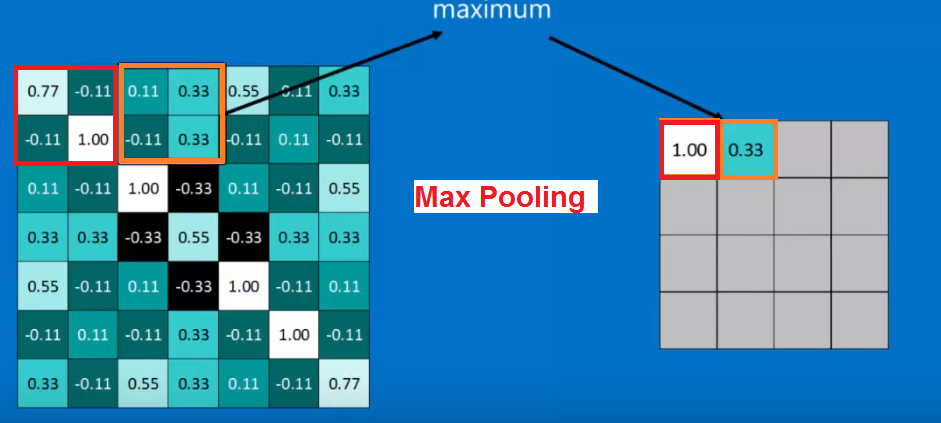 maximum
0.77 -0.11 0.11 0.33 0.55 -0.11 0.33
-0.11 1.00 -0.11 0.33 -0.11 0.11 -0.11
0.11 -0.11 1.00 -0.33 0.11 -0.11 0.55
0.33 0.33 -0.33 0.55 -0.33 0.33 0.33
0.55 -0.11 0.11 -0.33 1.00 -0.11 0.11
-0.11 0.11 -0.11 0.33 -0.11 1.00 -0.11
0.33 -0.11 0.55 0.33 0.11 -0.11 0.77
Max Pooling
1.00 0.33